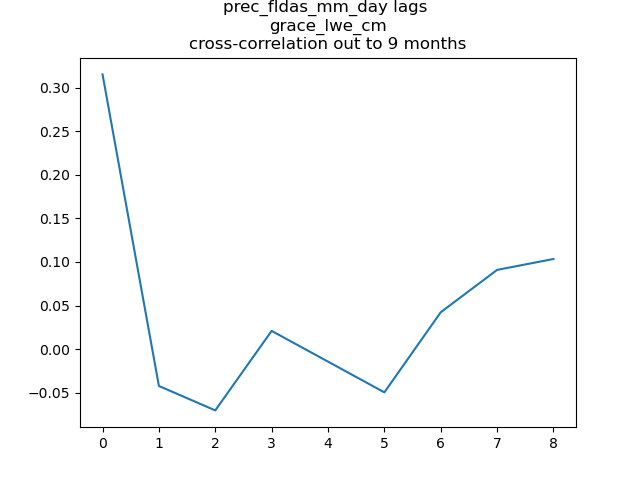 prec_fldas_mm_day lags
grace_lwe_cm
cross-correlation out to 9 months
0.30
0.25
0.20
0.15
0.10
0.05
0.00
−0.05
0 1 2 3 4 5 6 7 8